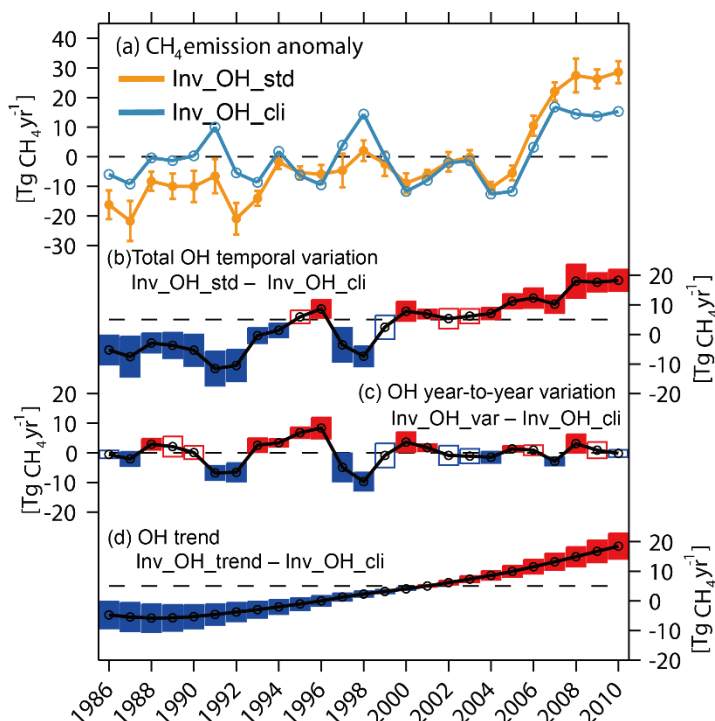 (a) CH₄ emission anomaly
Inv_OH_std
Inv_OH_cli
[Tg CH₄yr⁻¹]
40
30
20
10
0
-10
-20
-30
(b)Total OH temporal variation
Inv_OH_std – Inv_OH_cli
20
10
0
-10
-20
[Tg CH₄yr⁻¹]
(c) OH year-to-year variation
Inv_OH_var – Inv_OH_cli
[Tg CH₄yr⁻¹]
20
10
0
-10
-20
(d) OH trend
Inv_OH_trend – Inv_OH_cli
20
10
0
-10
-20
[Tg CH₄yr⁻¹]
1986 1988 1990 1992 1994 1996 1998 2000 2002 2004 2006 2008 2010